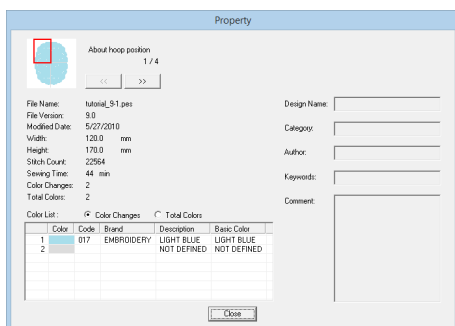 Property
About hoop position
1 / 4
<< >>
File Name: tutorial_9-1.pes
File Version: 9.0
Modified Date: 5/27/2010
Width: 120.0 mm
Height: 170.0 mm
Stitch Count: 22564
Sewing Time: 44 min
Color Changes: 2
Total Colors: 2
Color List : Color Changes Total Colors
Color Code Brand Description Basic Color
1 017 EMBROIDERY LIGHT BLUE LIGHT BLUE
2 NOT DEFINED NOT DEFINED
Design Name:
Category:
Author:
Keywords:
Comment:
Close